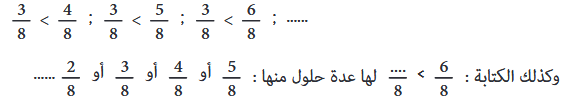 3/8 < 4/8 ; 3/8 < 5/8 ; 3/8 < 6/8 ; ......
وكذلك الكتابة : ‎..../8 < 6/8‎ لها عدة حلول منها : 5/8 أو 4/8 أو 3/8 أو 2/8 ......